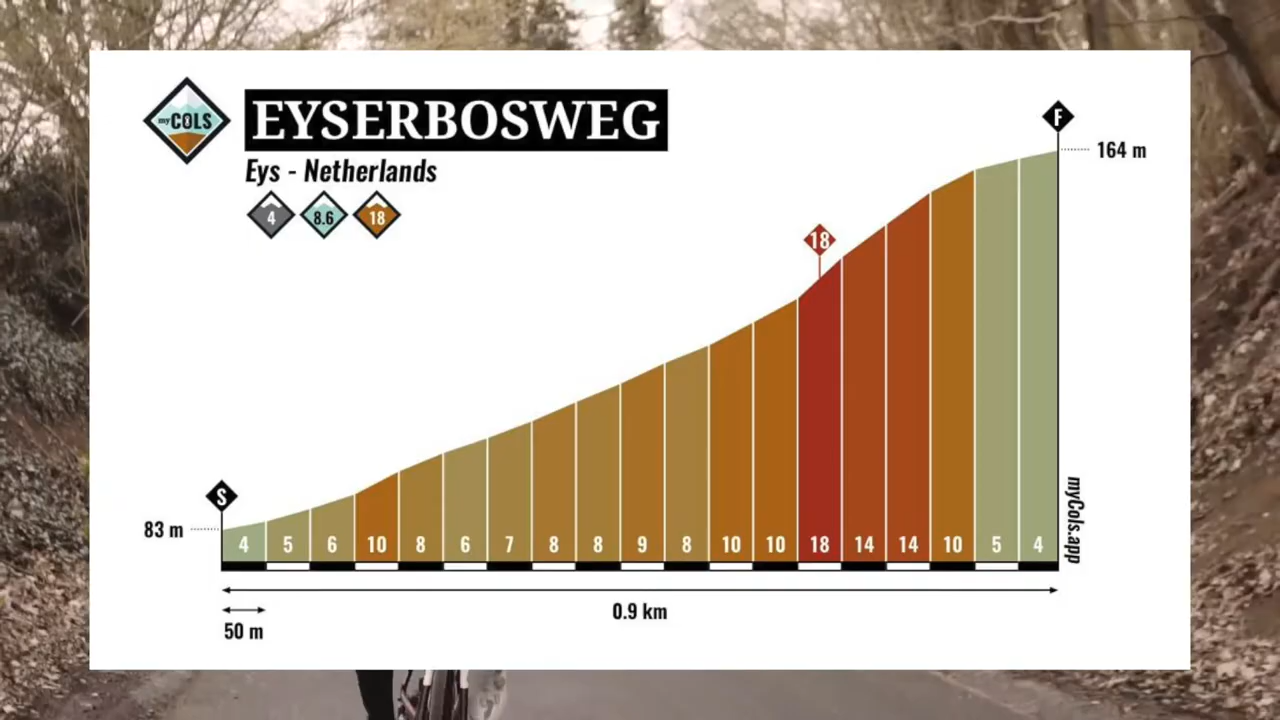 myCOLS
EYSERBOSWEG
Eys - Netherlands
4 8.6 18
F
164 m
18
S
83 m
4 5 6 10 8 6 7 8 8 9 8 10 10 18 14 14 10 5 4
myCols.app
0.9 km
50 m